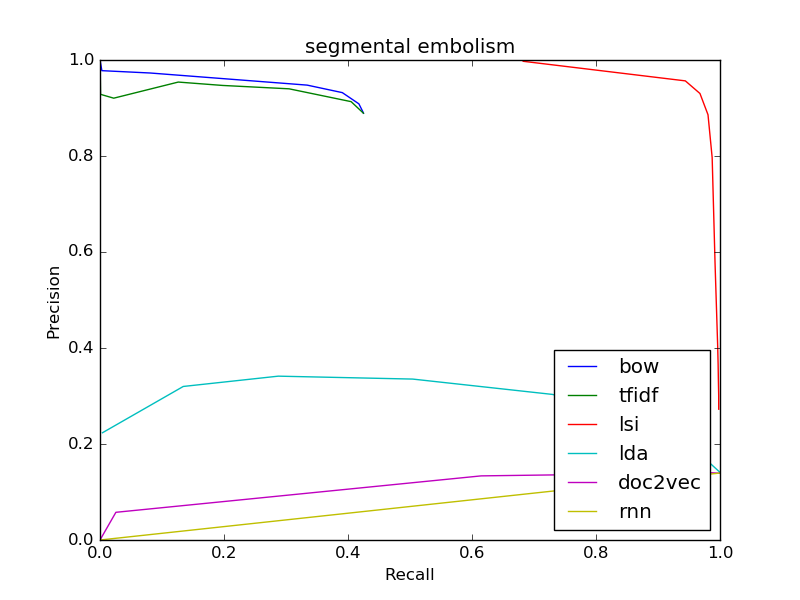 segmental embolism
1.0
0.8
0.6
0.4
0.2
0.0
Precision
0.0 0.2 0.4 0.6 0.8 1.0
Recall
bow
tfidf
lsi
lda
doc2vec
rnn